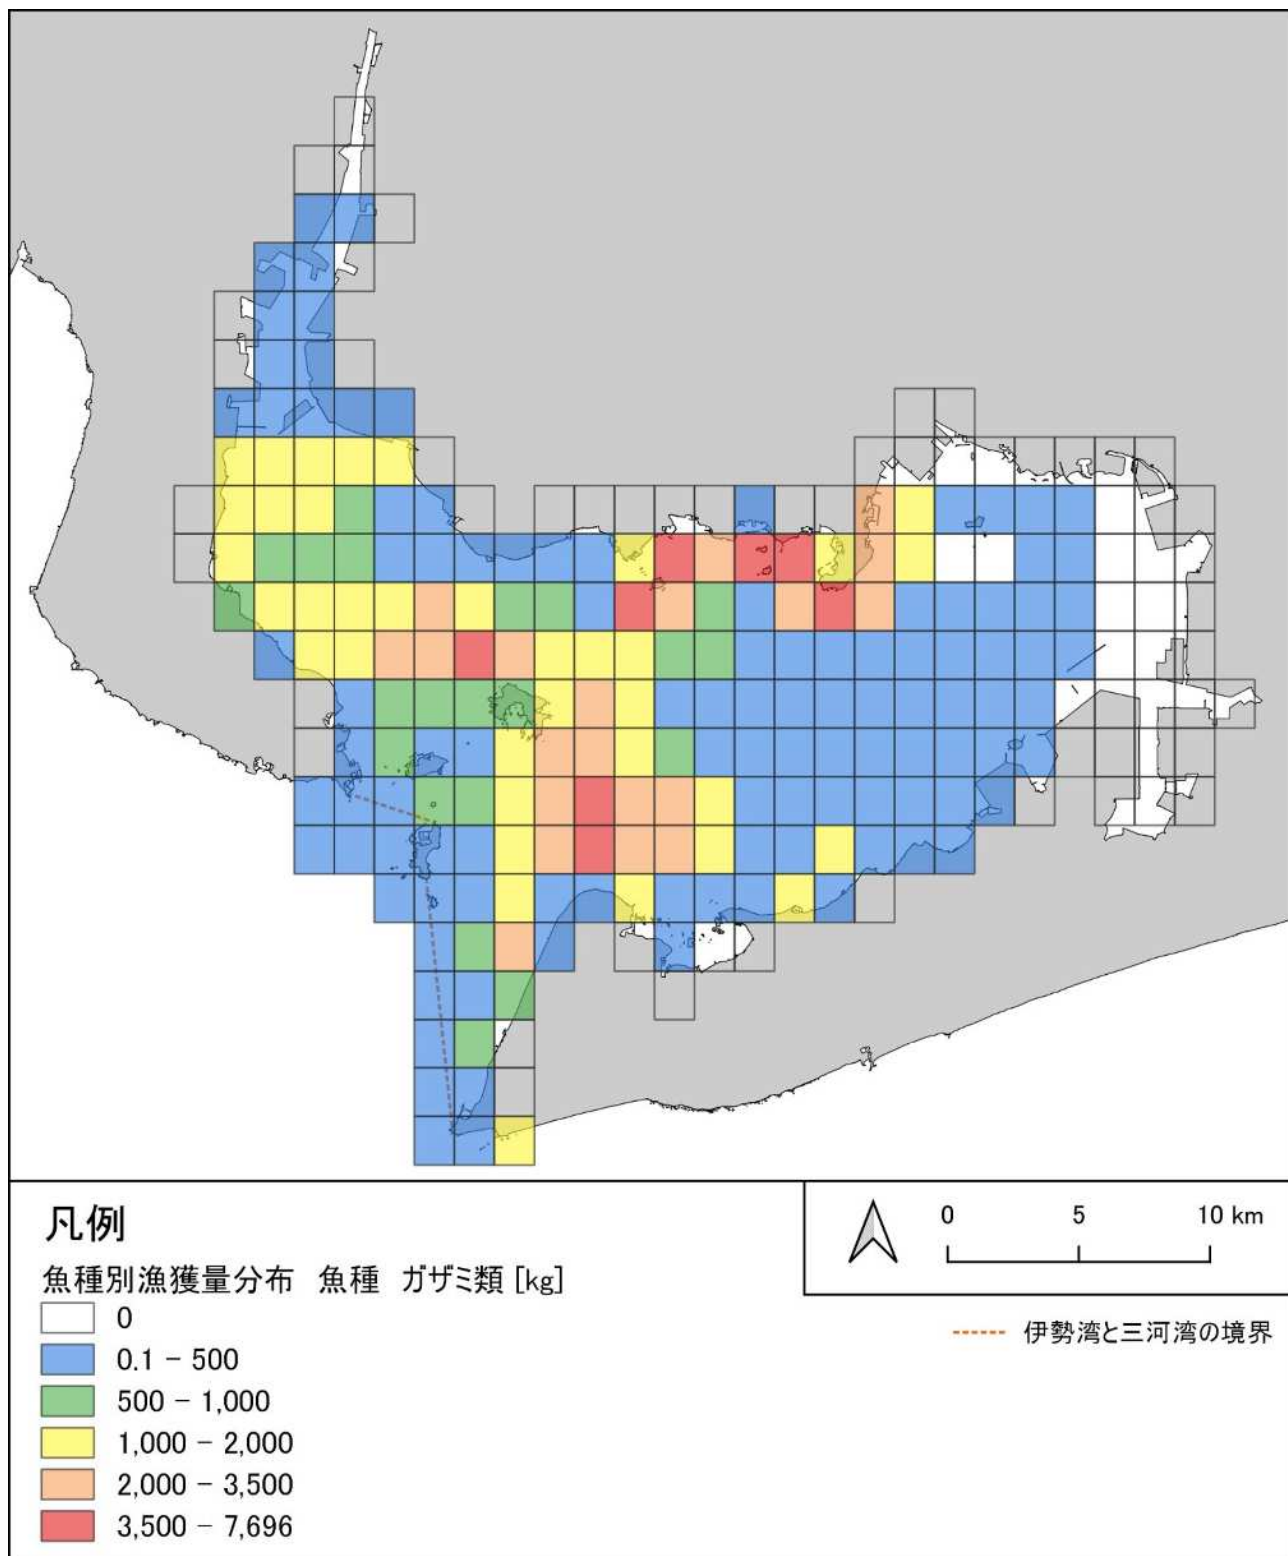 凡例
魚種別漁獲量分布 魚種 ガザミ類 [kg]
0
0.1 – 500
500 – 1,000
1,000 – 2,000
2,000 – 3,500
3,500 – 7,696
0 5 10 km
伊勢湾と三河湾の境界